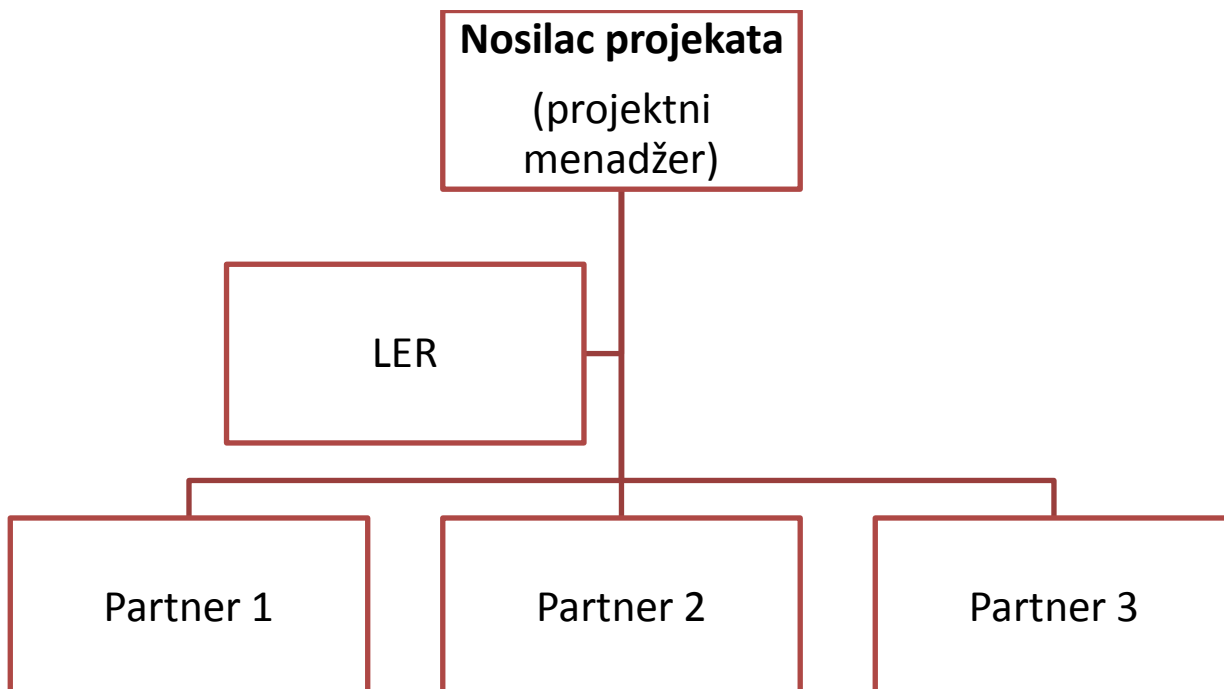 Nosilac projekata
(projektni
menadžer)
LER
Partner 1
Partner 2
Partner 3